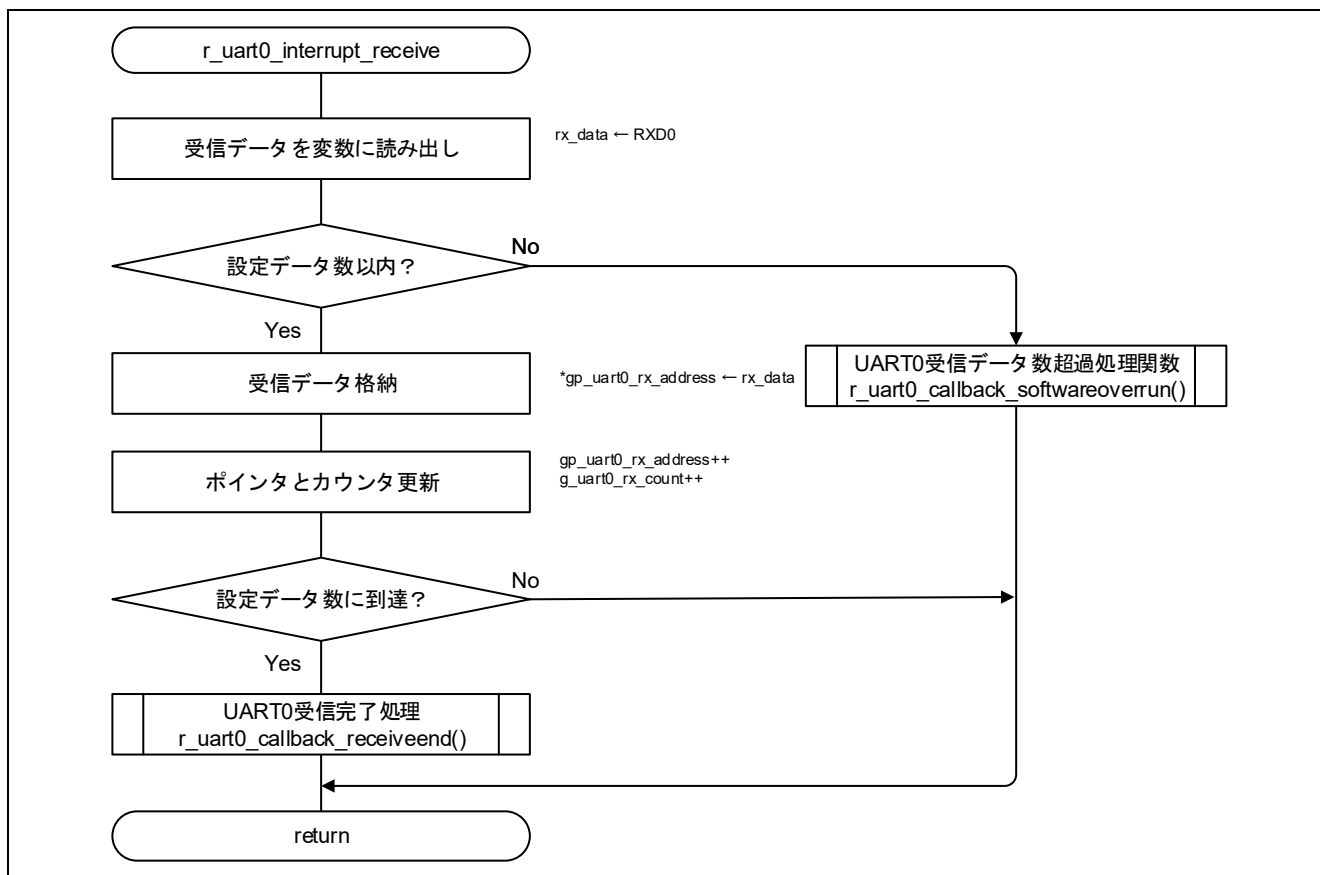 r_uart0_interrupt_receive
受信データを変数に読み出し
rx_data ← RXD0
設定データ数以内？
No
Yes
受信データ格納
*gp_uart0_rx_address ← rx_data
UART0受信データ数超過処理関数
r_uart0_callback_softwareoverrun()
ポインタとカウンタ更新
gp_uart0_rx_address++
g_uart0_rx_count++
設定データ数に到達？
No
Yes
UART0受信完了処理
r_uart0_callback_receiveend()
return